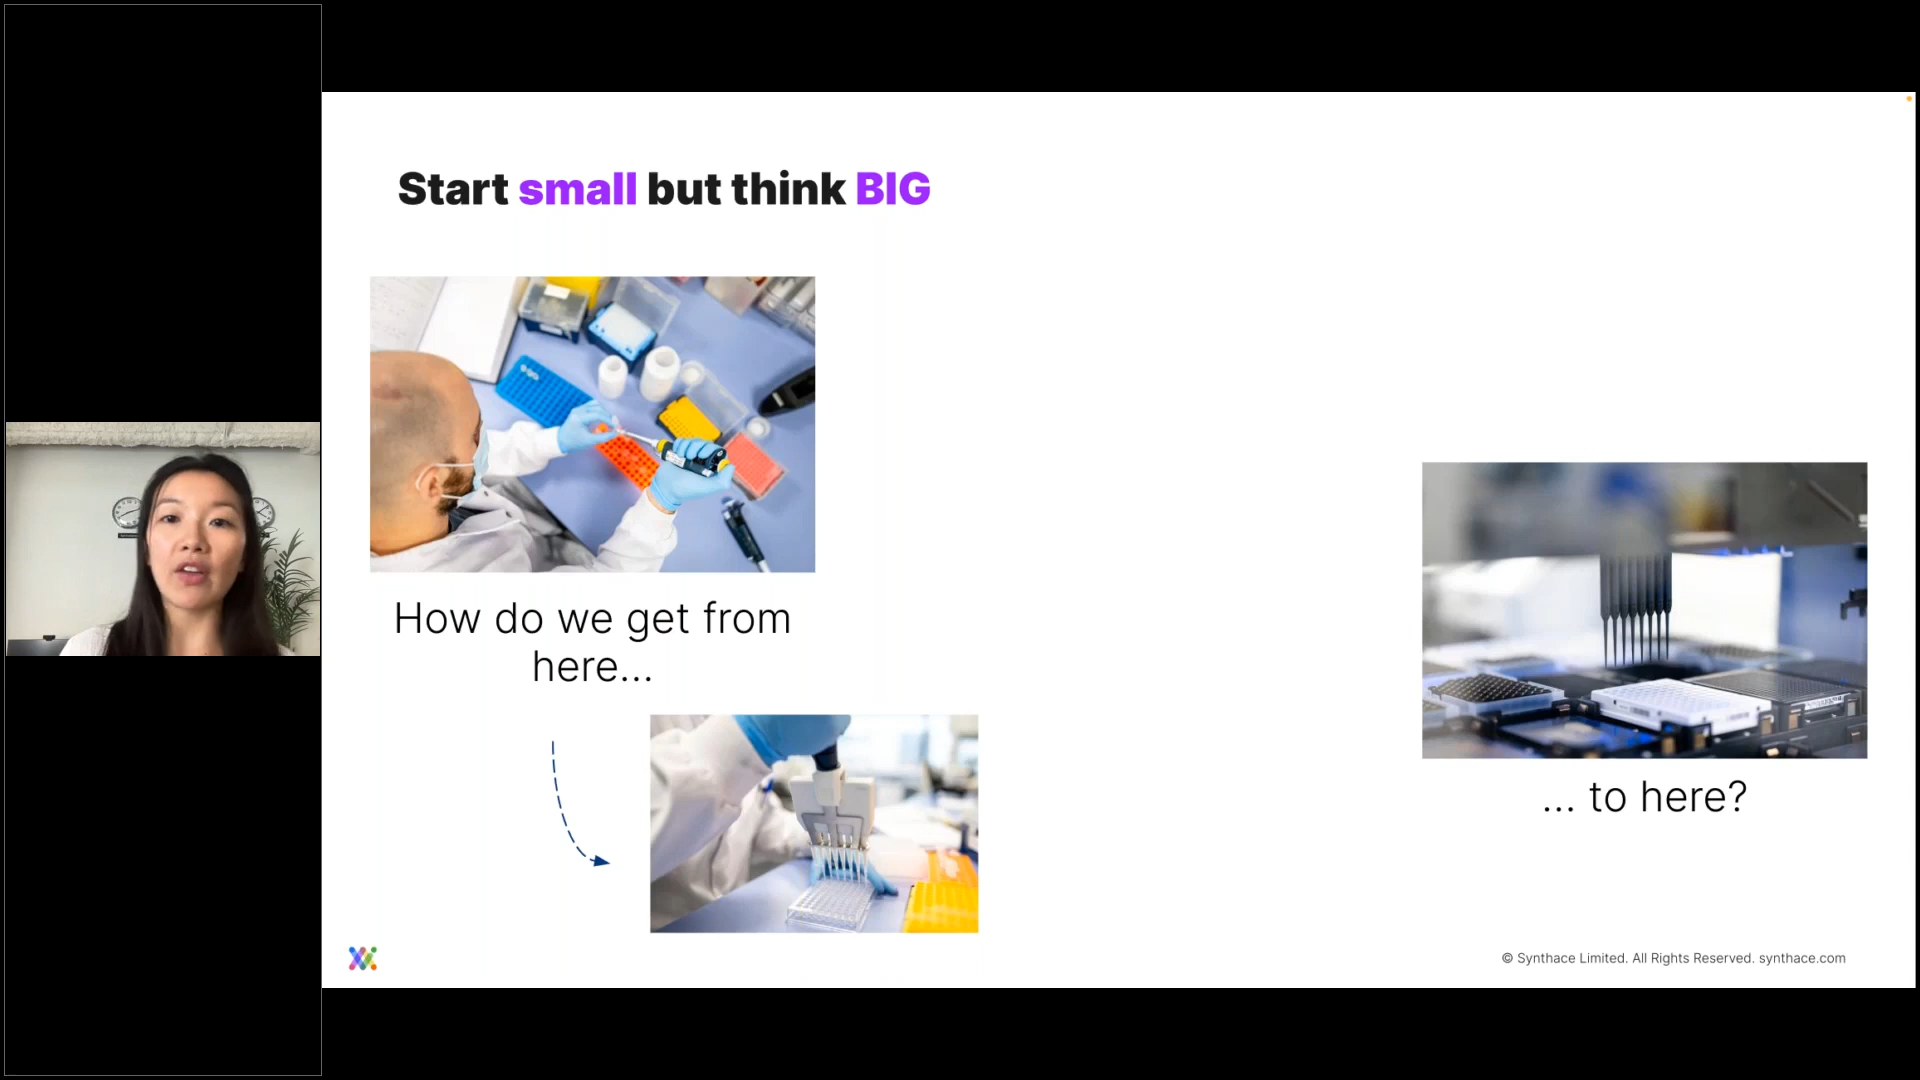 Start small but think BIG
How do we get from
here...
... to here?
© Synthace Limited. All Rights Reserved. synthace.com